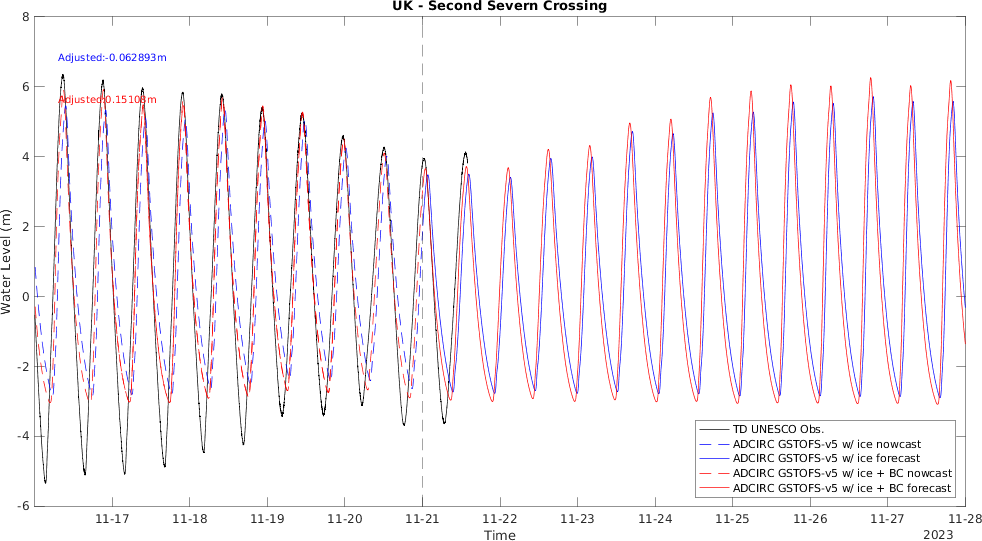 UK - Second Severn Crossing
8
6
4
2
0
-2
-4
-6
Water Level (m)
Adjusted:-0.062893m
Adjusted:0.15108m
TD UNESCO Obs.
ADCIRC GSTOFS-v5 w/ ice nowcast
ADCIRC GSTOFS-v5 w/ ice forecast
ADCIRC GSTOFS-v5 w/ ice + BC nowcast
ADCIRC GSTOFS-v5 w/ ice + BC forecast
11-17 11-18 11-19 11-20 11-21 11-22 11-23 11-24 11-25 11-26 11-27 11-28
Time
2023